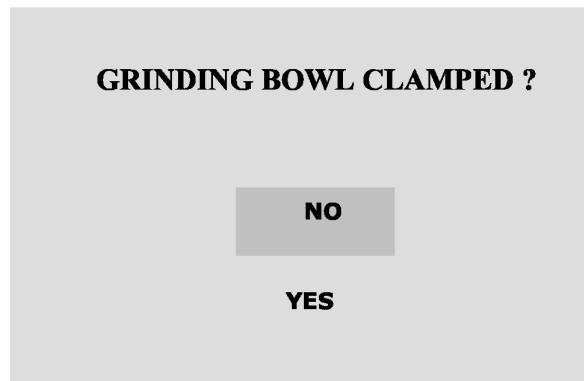 GRINDING BOWL CLAMPED ?
NO
YES